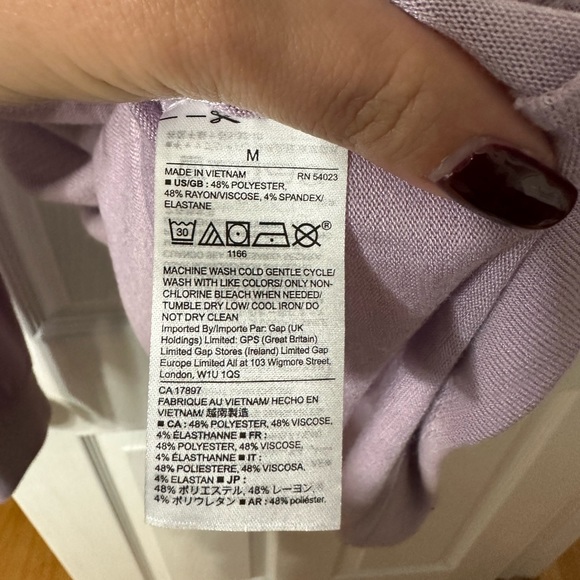 M
MADE IN VIETNAM RN 54023
■ US/GB : 48% POLYESTER,
48% RAYON/VISCOSE, 4% SPANDEX/
ELASTANE
30 ®
1166
MACHINE WASH COLD GENTLE CYCLE/
WASH WITH LIKE COLORS/ ONLY NON-
CHLORINE BLEACH WHEN NEEDED/
TUMBLE DRY LOW/ COOL IRON/ DO
NOT DRY CLEAN
Imported By/Importe Par: Gap (UK
Holdings) Limited: GPS (Great Britain)
Limited Gap Stores (Ireland) Limited Gap
Europe Limited All at 103 Wigmore Street,
London, W1U 1QS
CA 17897
FABRIQUÉ AU VIETNAM/ HECHO EN
VIETNAM/ 越南製造
■ CA : 48% POLYESTER, 48% VISCOSE,
4% ÉLASTHANNE ■ FR :
48% POLYESTER, 48% VISCOSE,
4% ÉLASTHANNE ■ IT :
48% POLIESTERE, 48% VISCOSA,
4% ELASTAN ■ JP :
48% ポリエステル, 48% レーヨン,
4% ポリウレタン ■ AR : 48% poliéster,